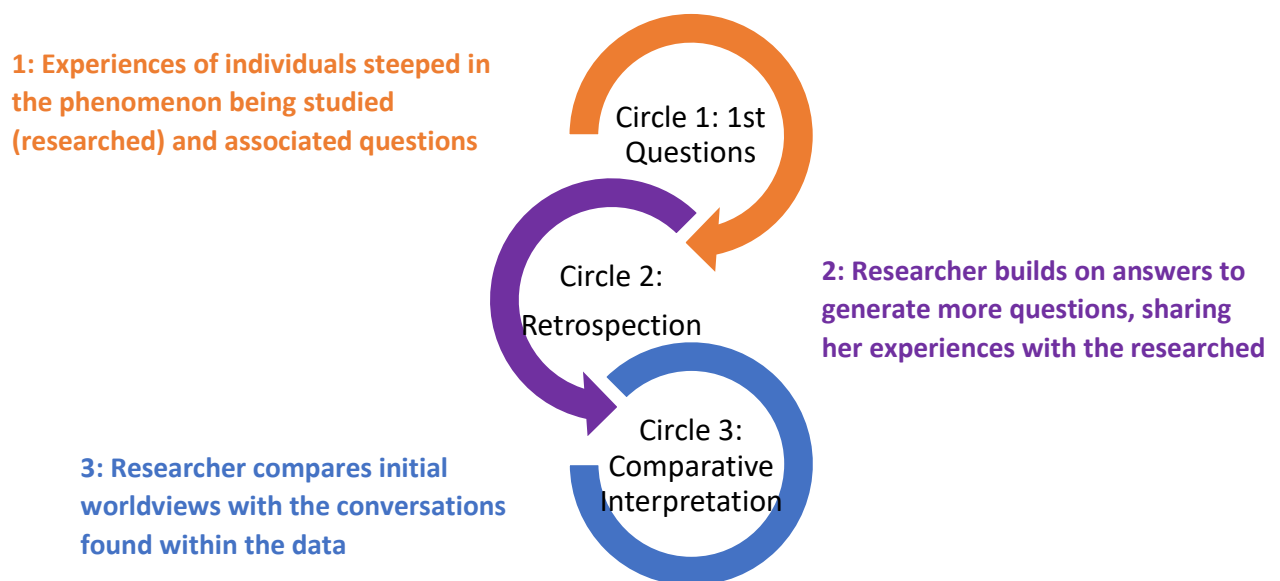 1: Experiences of individuals steeped in
the phenomenon being studied
(researched) and associated questions
Circle 1: 1st
Questions
Circle 2:
Retrospection
2: Researcher builds on answers to
generate more questions, sharing
her experiences with the researched
Circle 3:
Comparative
Interpretation
3: Researcher compares initial
worldviews with the conversations
found within the data